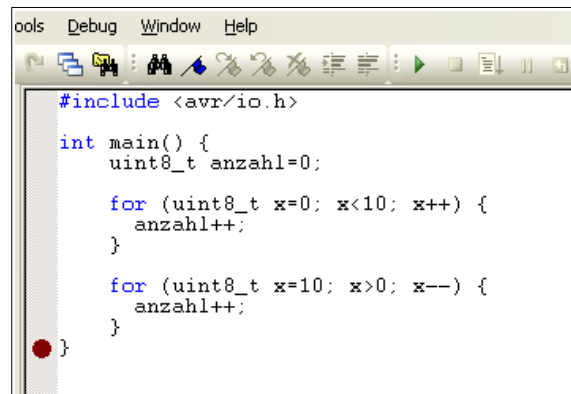 ools Debug Window Help
#include <avr/io.h>
int main() {
uint8_t anzahl=0;
for (uint8_t x=0; x<10; x++) {
anzahl++;
}
for (uint8_t x=10; x>0; x--) {
anzahl++;
}
}